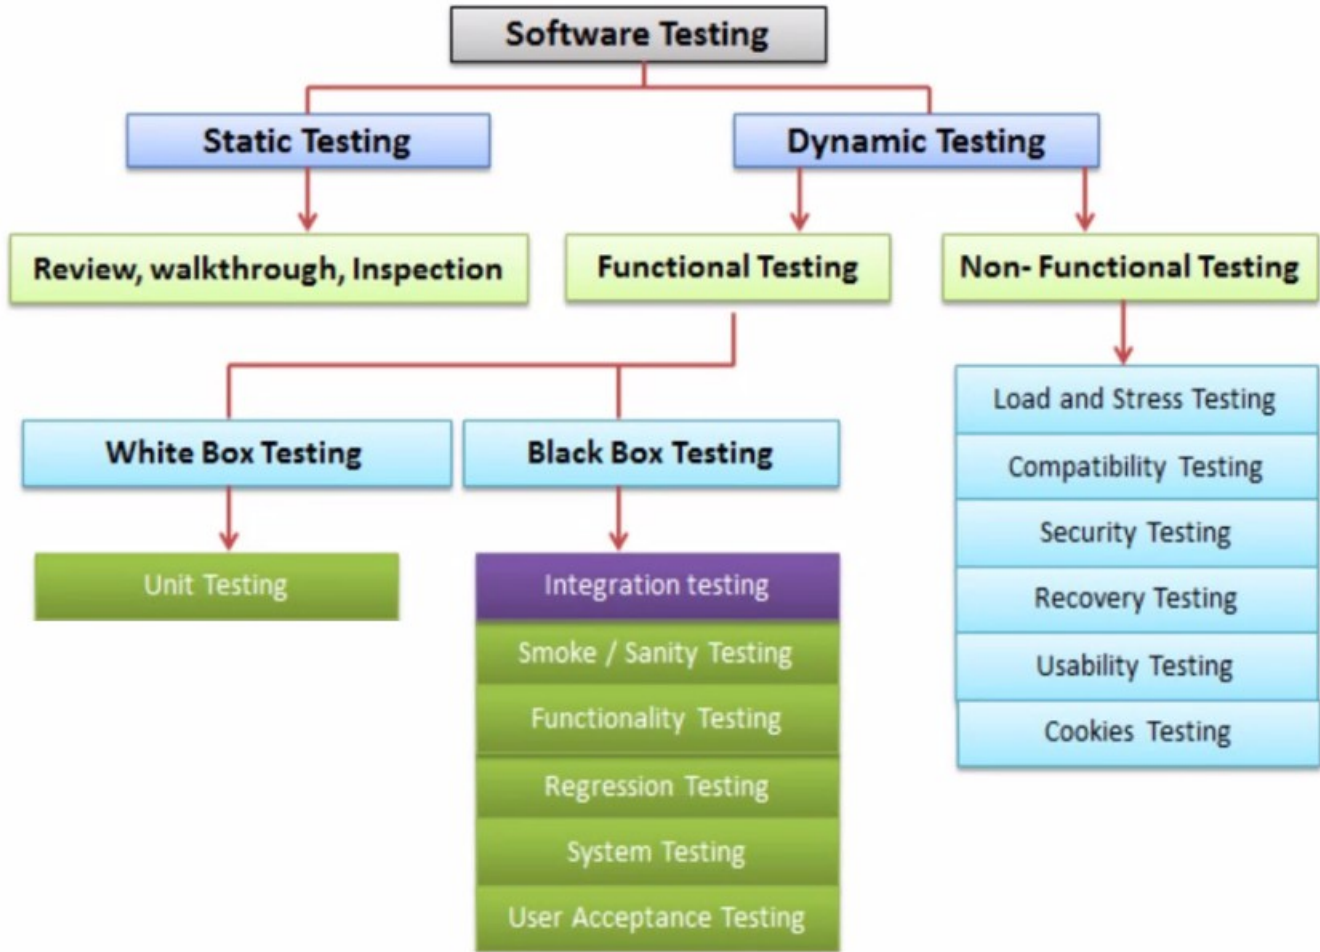 Software Testing
Static Testing
Dynamic Testing
Review, walkthrough, Inspection
Functional Testing
Non- Functional Testing
White Box Testing
Black Box Testing
Unit Testing
Integration testing
Smoke / Sanity Testing
Functionality Testing
Regression Testing
System Testing
User Acceptance Testing
Load and Stress Testing
Compatibility Testing
Security Testing
Recovery Testing
Usability Testing
Cookies Testing